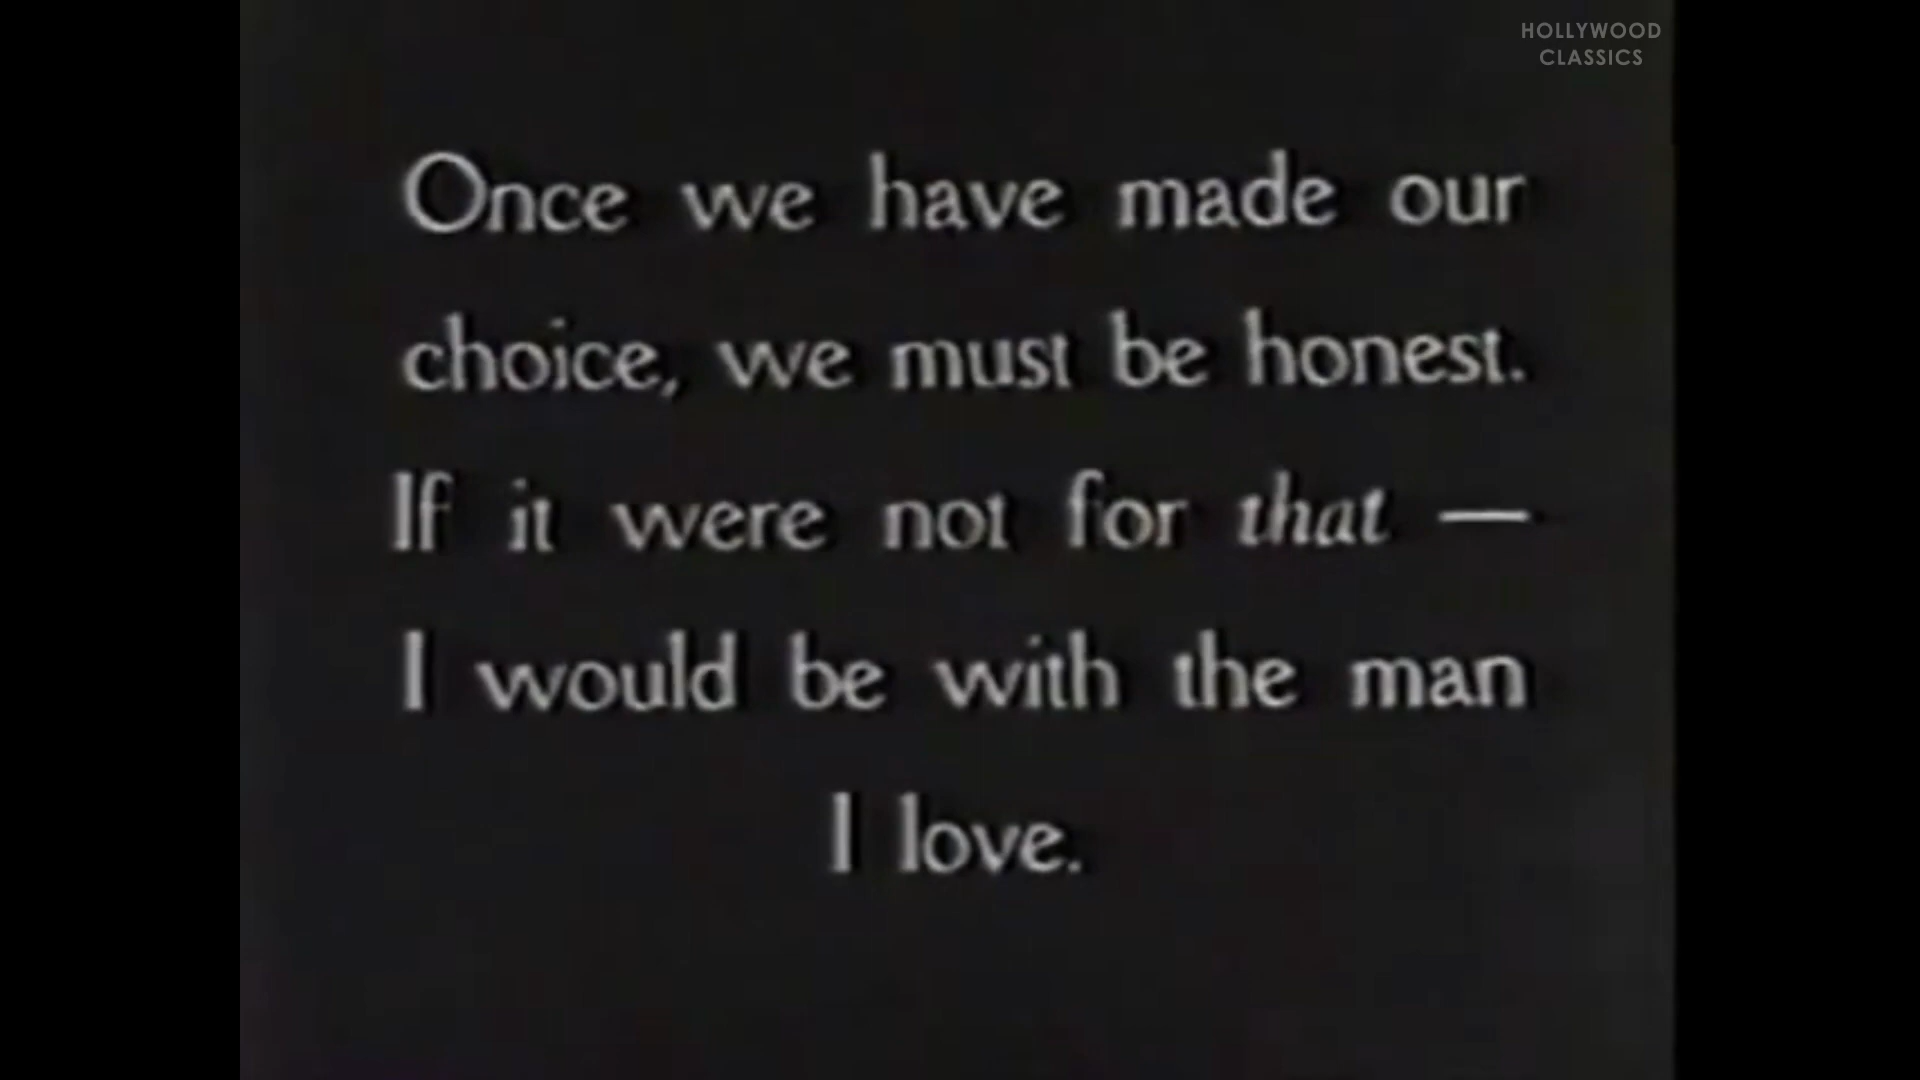 HOLLYWOOD
CLASSICS
Once we have made our
choice, we must be honest.
If it were not for that —
I would be with the man
I love.